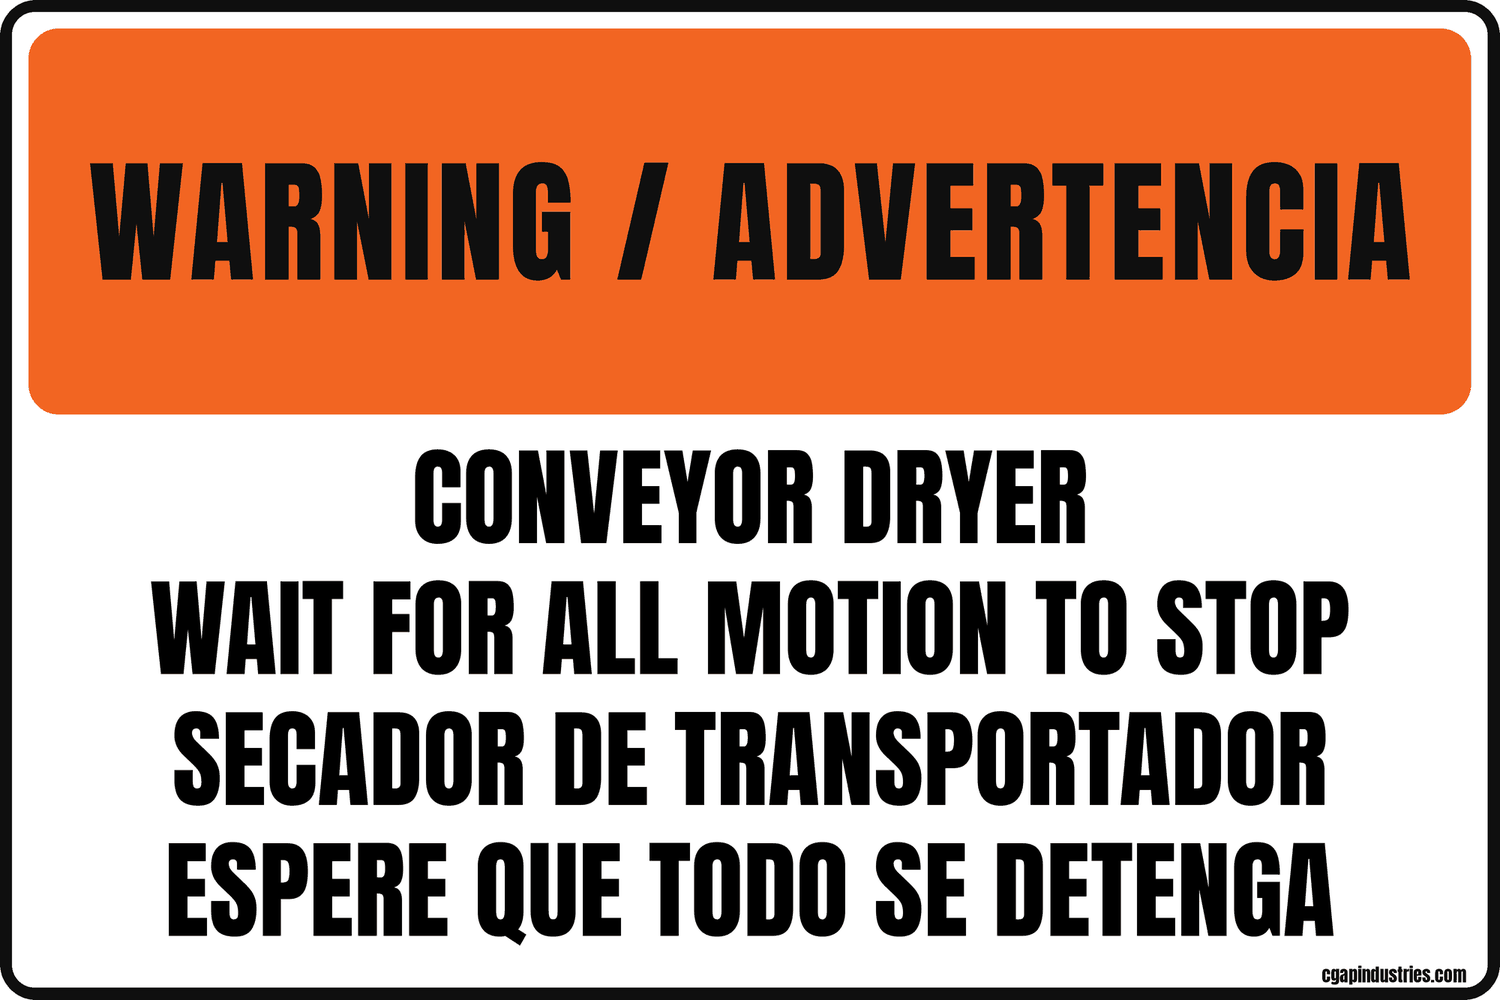 WARNING / ADVERTENCIA
CONVEYOR DRYER
WAIT FOR ALL MOTION TO STOP
SECADOR DE TRANSPORTADOR
ESPERE QUE TODO SE DETENGA
cgapindustries.com